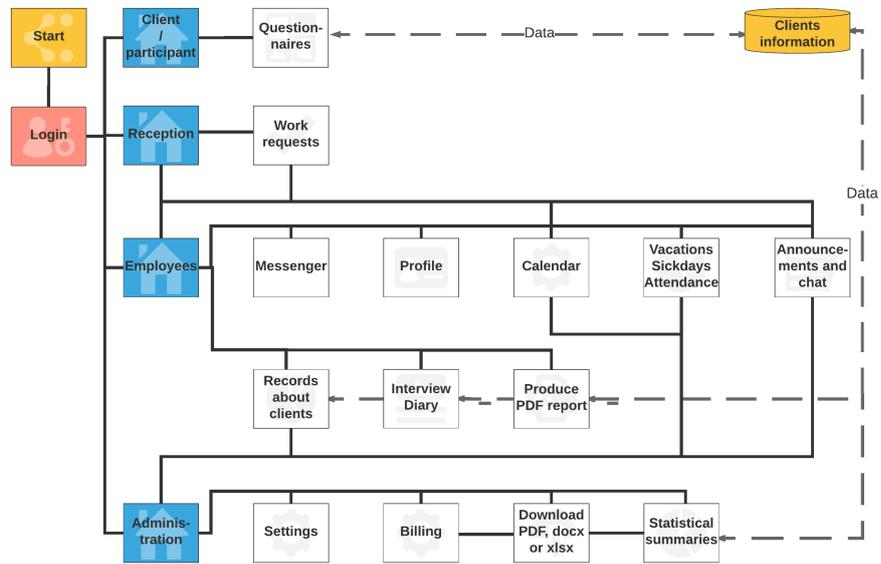 Start
Client
/
participant
Question-
naires
Data
Clients
information
Login
Reception
Work
requests
Data
Employees
Messenger
Profile
Calendar
Vacations
Sickdays
Attendance
Announce-
ments and
chat
Records
about
clients
Interview
Diary
Produce
PDF report
Adminis-
tration
Settings
Billing
Download
PDF, docx
or xlsx
Statistical
summaries